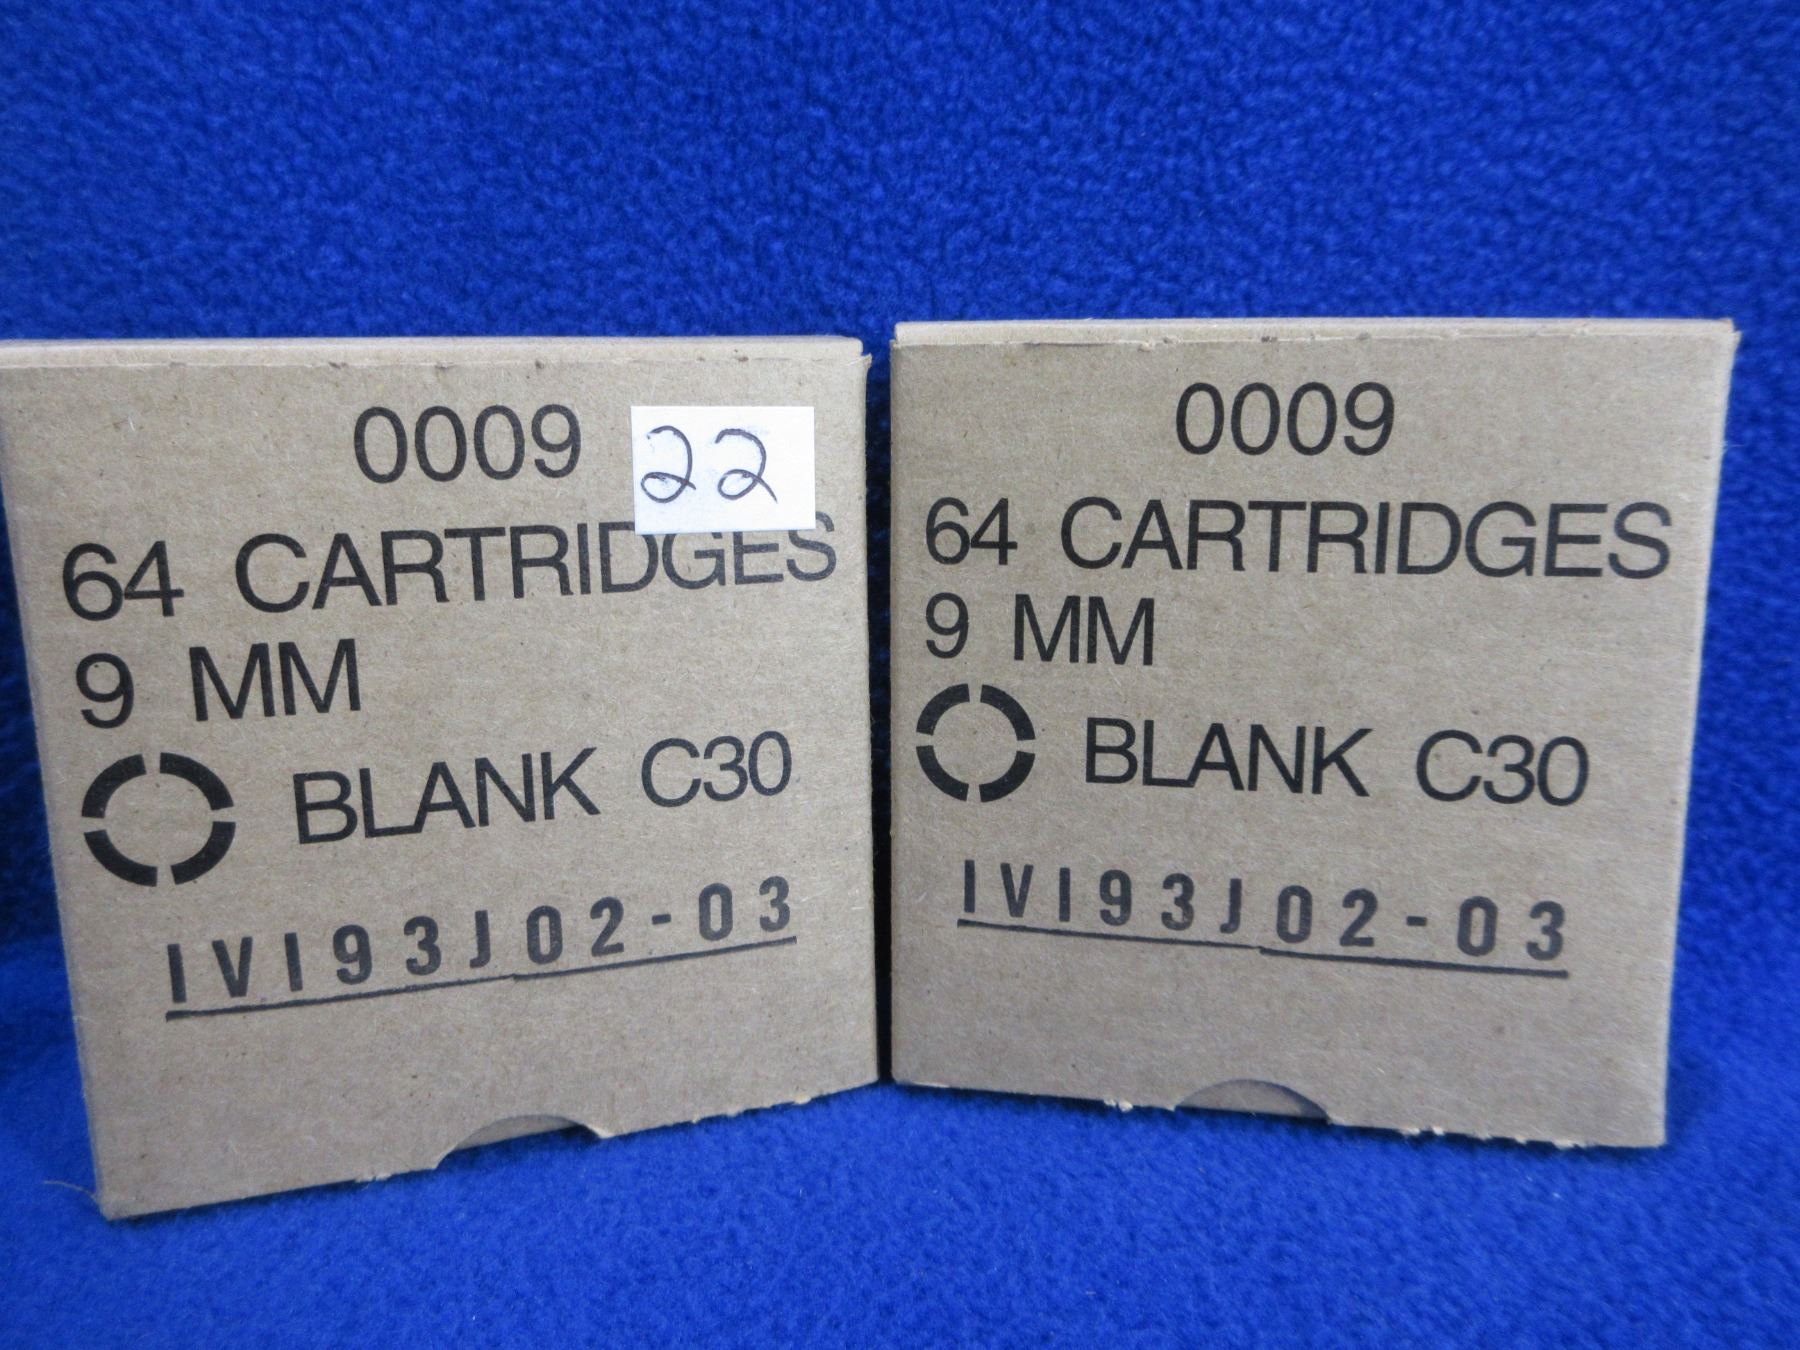 0009
22
64 CARTRIDGES
9 MM
BLANK C30
IVI93J02-03
0009
64 CARTRIDGES
9 MM
BLANK C30
IVI93J02-03